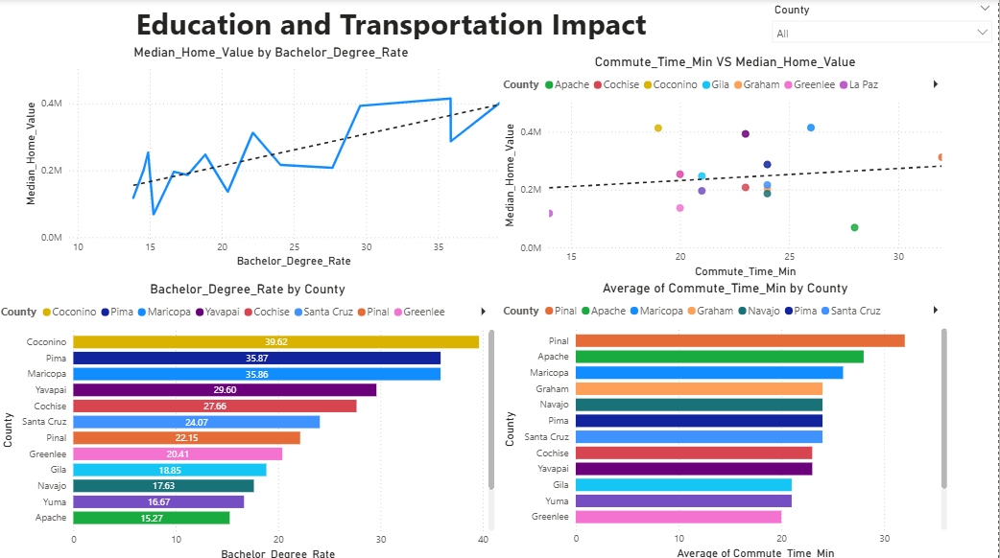 Education and Transportation Impact
County
All
Median_Home_Value by Bachelor_Degree_Rate
Median_Home_Value
0.4M
0.2M
0.0M
10 15 20 25 30 35
Bachelor_Degree_Rate
Commute_Time_Min VS Median_Home_Value
County Apache Cochise Coconino Gila Graham Greenlee La Paz
Median_Home_Value
0.4M
0.2M
0.0M
15 20 25 30
Commute_Time_Min
Bachelor_Degree_Rate by County
County Coconino Pima Maricopa Yavapai Cochise Santa Cruz Pinal Greenlee
County
Coconino 39.62
Pima 35.87
Maricopa 35.86
Yavapai 29.60
Cochise 27.66
Santa Cruz 24.07
Pinal 22.15
Greenlee 20.41
Gila 18.85
Navajo 17.63
Yuma 16.67
Apache 15.27
0 10 20 30 40
Bachelor_Degree_Rate
Average of Commute_Time_Min by County
County Pinal Apache Maricopa Graham Navajo Pima Santa Cruz
County
Pinal
Apache
Maricopa
Graham
Navajo
Pima
Santa Cruz
Cochise
Yavapai
Gila
Yuma
Greenlee
0 10 20 30
Average of Commute_Time_Min